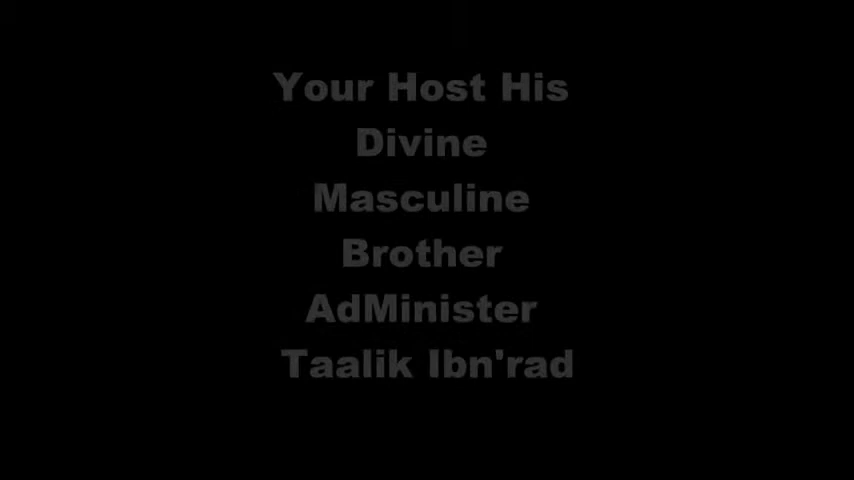 Your Host His
Divine
Masculine
Brother
AdMinister
Taalik Ibn'rad